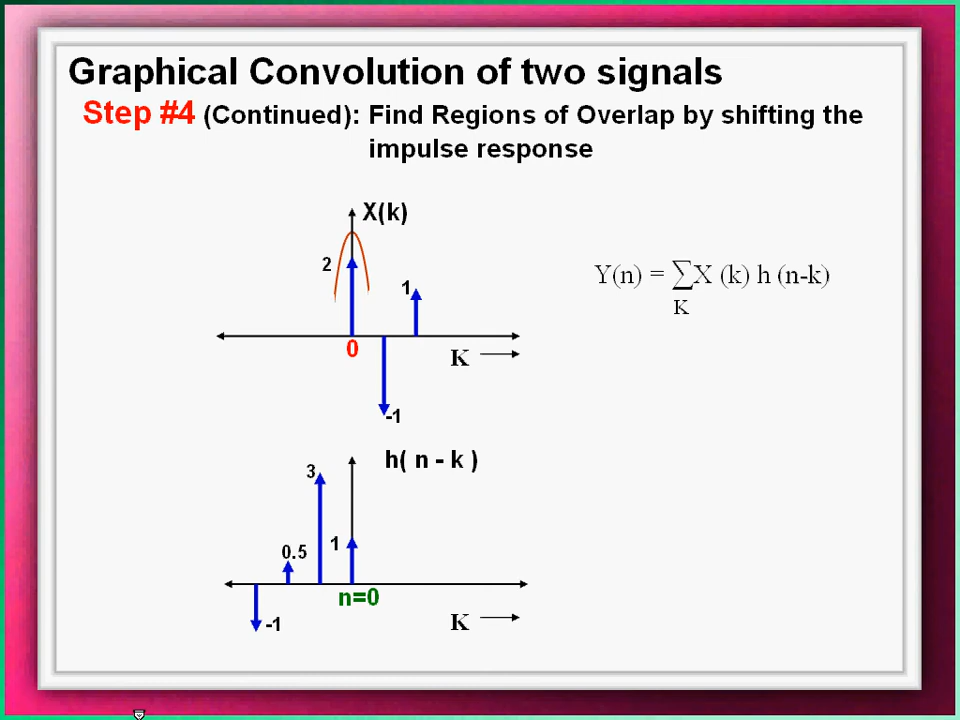 Graphical Convolution of two signals
Step #4 (Continued): Find Regions of Overlap by shifting the
impulse response
X(k)
2
1
0
K
-1
Y(n) = ∑X (k) h (n-k)
K
h( n - k )
3
1
0.5
n=0
-1
K